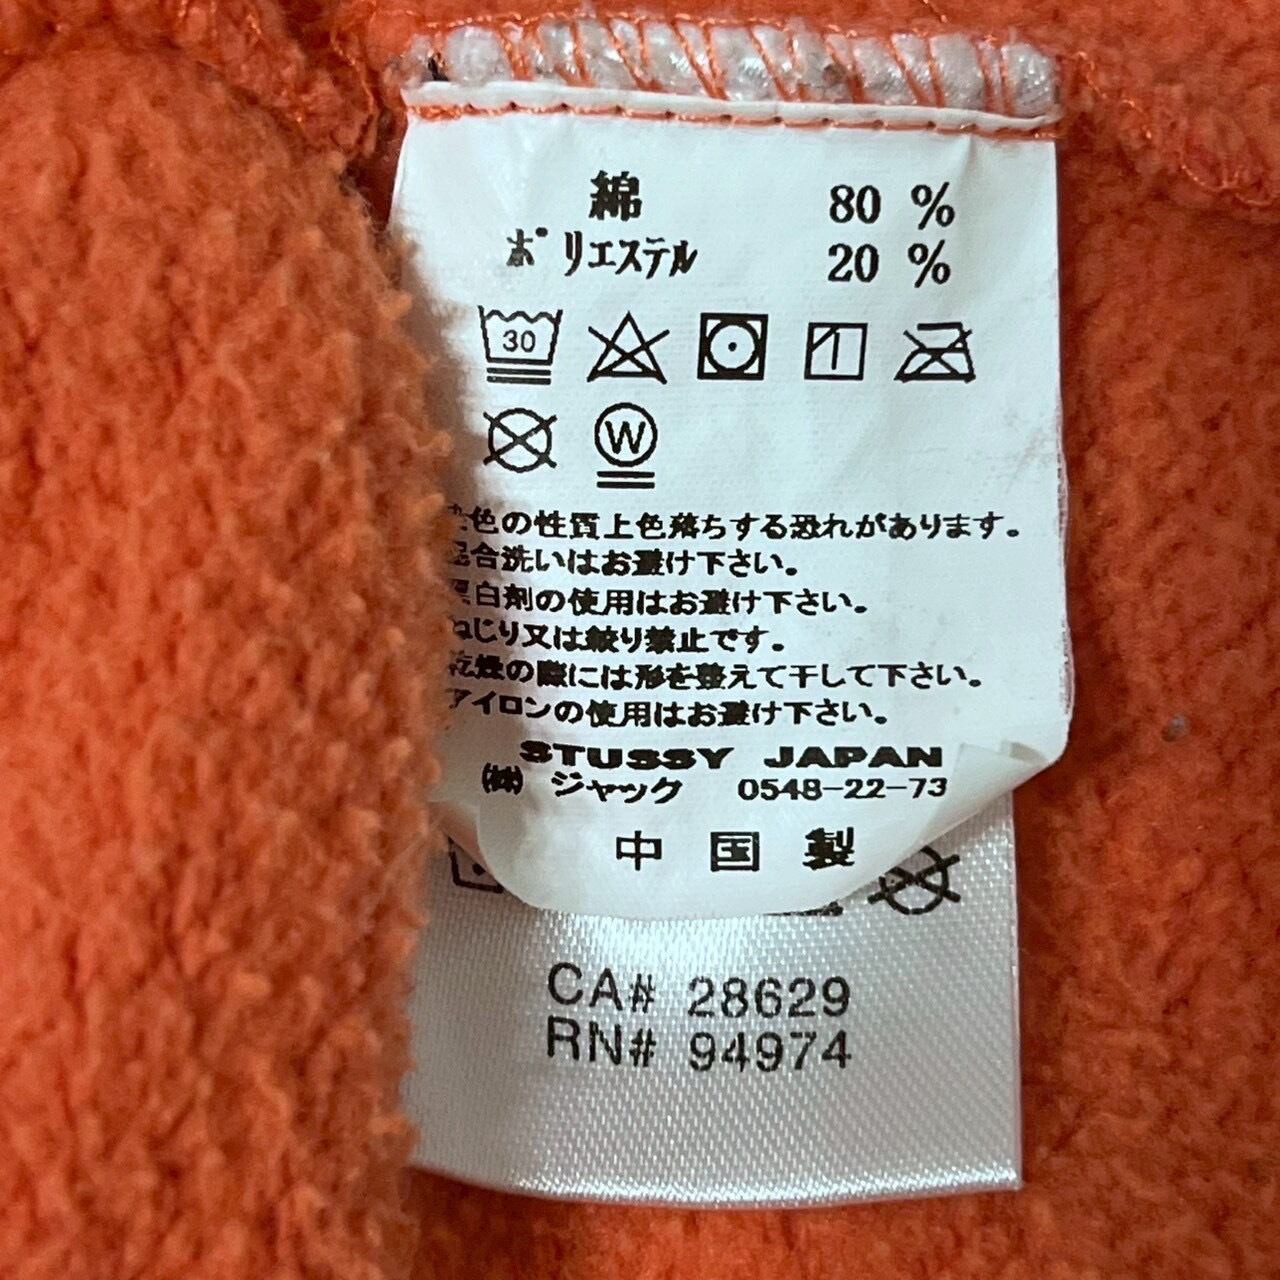 綿 80 %
ポリエステル 20 %
30
W
色の性質上色落ちする恐れがあります。
合洗いはお避け下さい。
白剤の使用はお避け下さい。
ねじり又は絞り禁止です。
乾燥の際には形を整えて干して下さい。
アイロンの使用はお避け下さい。
STUSSY JAPAN
㈱ ジャック 0548-22-73
中国製
CA# 28629
RN# 94974